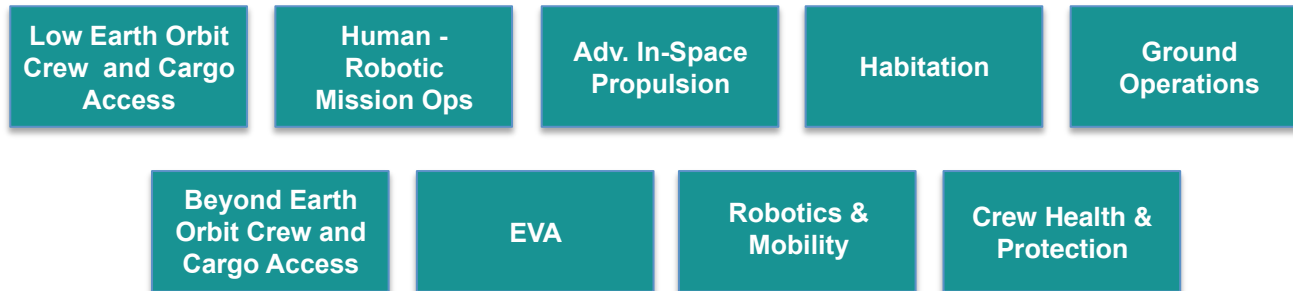 Low Earth Orbit
Crew and Cargo
Access
Human -
Robotic
Mission Ops
Adv. In-Space
Propulsion
Habitation
Ground
Operations
Beyond Earth
Orbit Crew and
Cargo Access
EVA
Robotics &
Mobility
Crew Health &
Protection